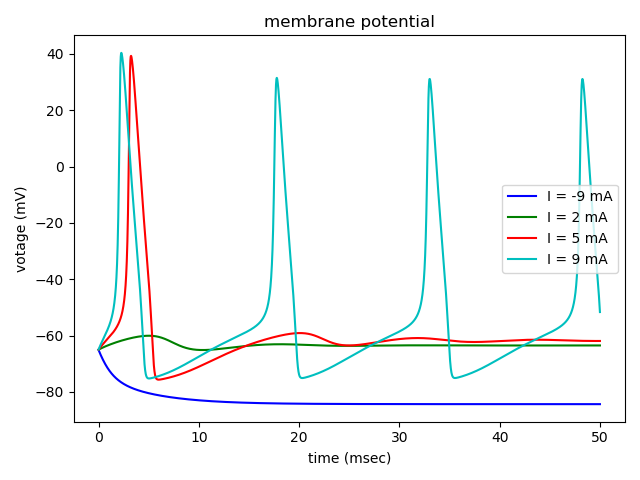 membrane potential
votage (mV)
40
20
0
−20
−40
−60
−80
I = -9 mA
I = 2 mA
I = 5 mA
I = 9 mA
0
10
20
30
40
50
time (msec)